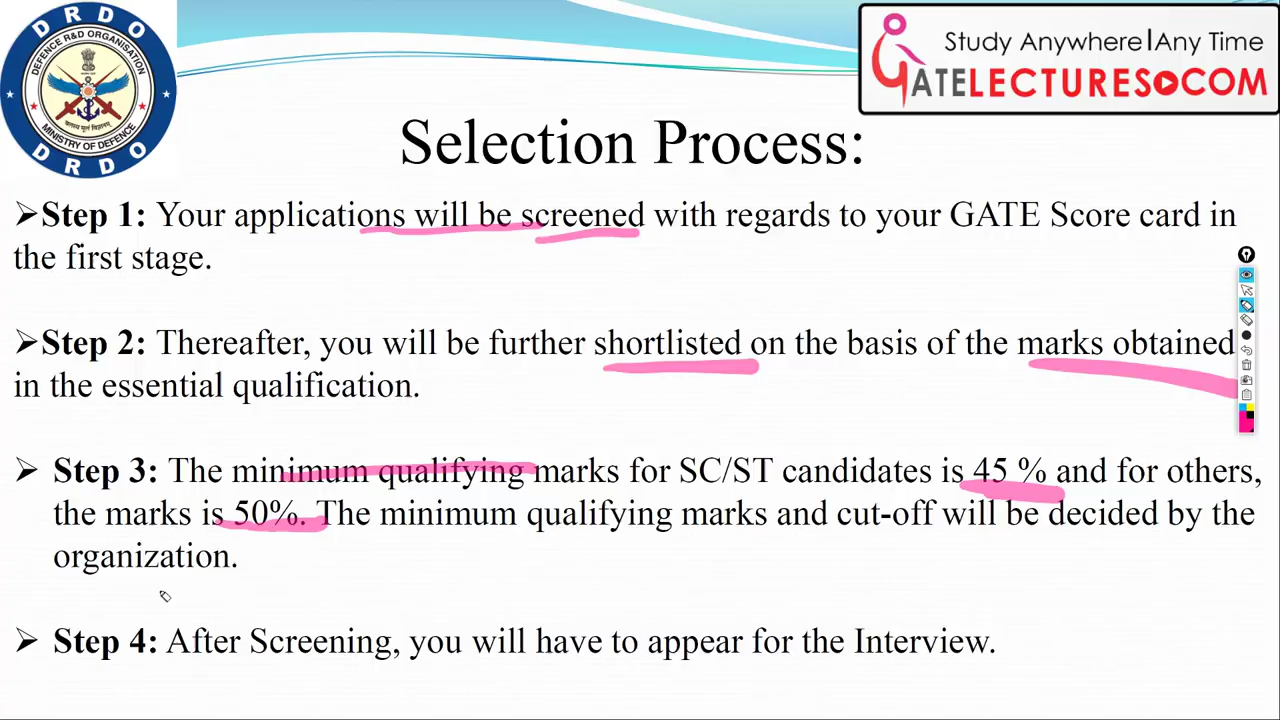 DRDO
DEFENCE R&D ORGANISATION
MINISTRY OF DEFENCE
DRDO
Study Anywhere|Any Time
GATELECTURES.COM
Selection Process:
➢Step 1: Your applications will be screened with regards to your GATE Score card in
the first stage.
➢Step 2: Thereafter, you will be further shortlisted on the basis of the marks obtained
in the essential qualification.
➢ Step 3: The minimum qualifying marks for SC/ST candidates is 45 % and for others,
the marks is 50%. The minimum qualifying marks and cut-off will be decided by the
organization.
➢ Step 4: After Screening, you will have to appear for the Interview.